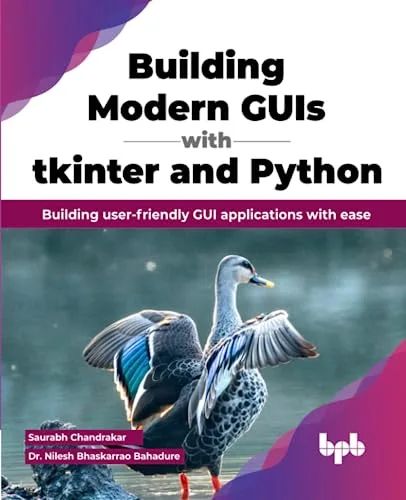 Building
Modern GUIs
with
tkinter and Python
Building user-friendly GUI applications with ease
Saurabh Chandrakar
Dr. Nilesh Bhaskarrao Bahadure
bpb